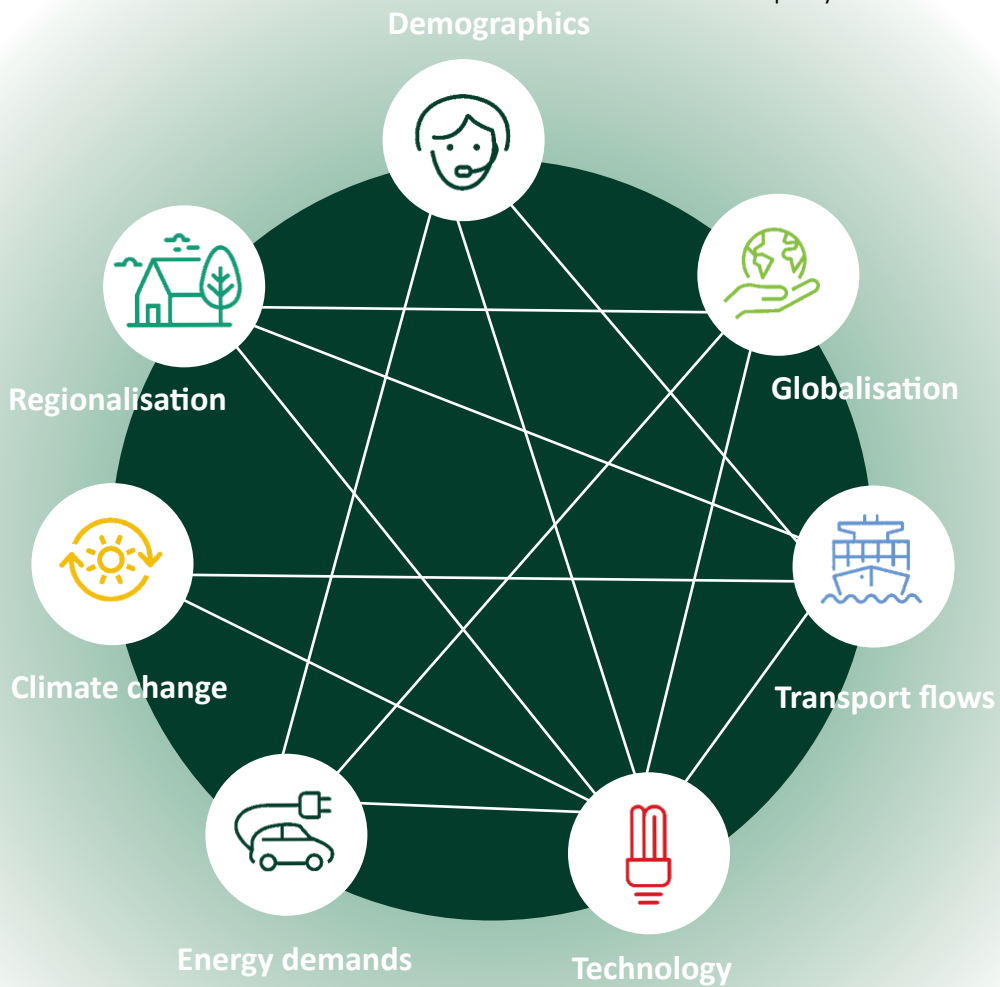 Demographics
Globalisation
Regionalisation
Climate change
Transport flows
Energy demands
Technology